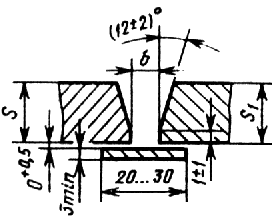 (12±2)°
b
S
S₁
0⁺⁰,⁵
3min
20...30
1±1